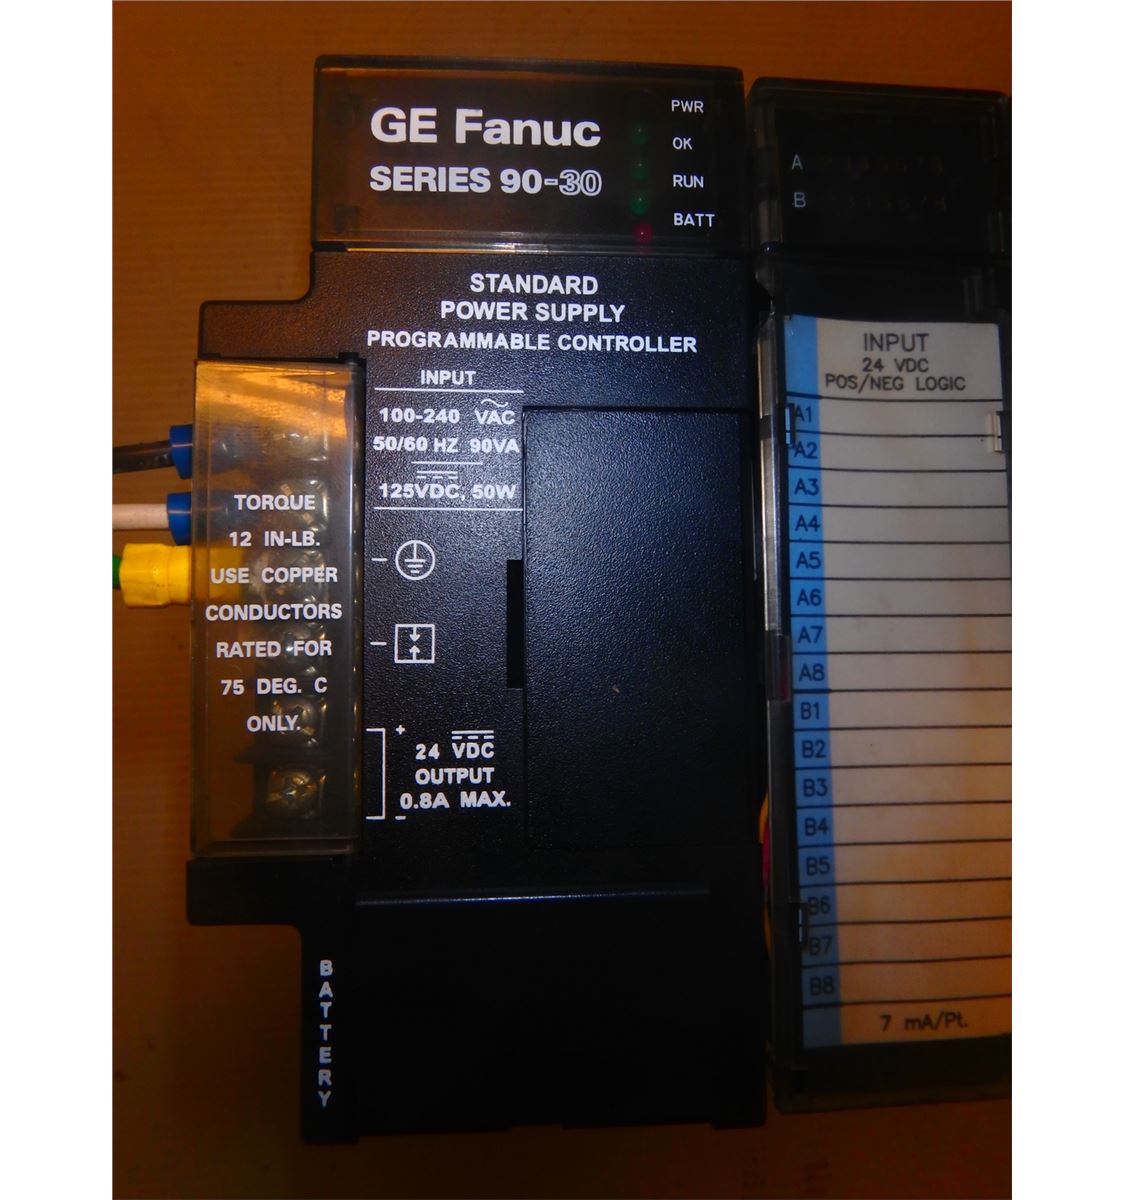 GE Fanuc
SERIES 90-30
PWR
OK
RUN
BATT
STANDARD
POWER SUPPLY
PROGRAMMABLE CONTROLLER
INPUT
100-240 VAC
50/60 HZ 90VA
125VDC, 50W
+
24 VDC
OUTPUT
0.8A MAX.
-
TORQUE
12 IN-LB.
USE COPPER
CONDUCTORS
RATED FOR
75 DEG. C
ONLY.
BATTERY
A
B
INPUT
24 VDC
POS/NEG LOGIC
A1
A2
A3
A4
A5
A6
A7
A8
B1
B2
B3
B4
B5
B6
B7
B8
7 mA/Pt.